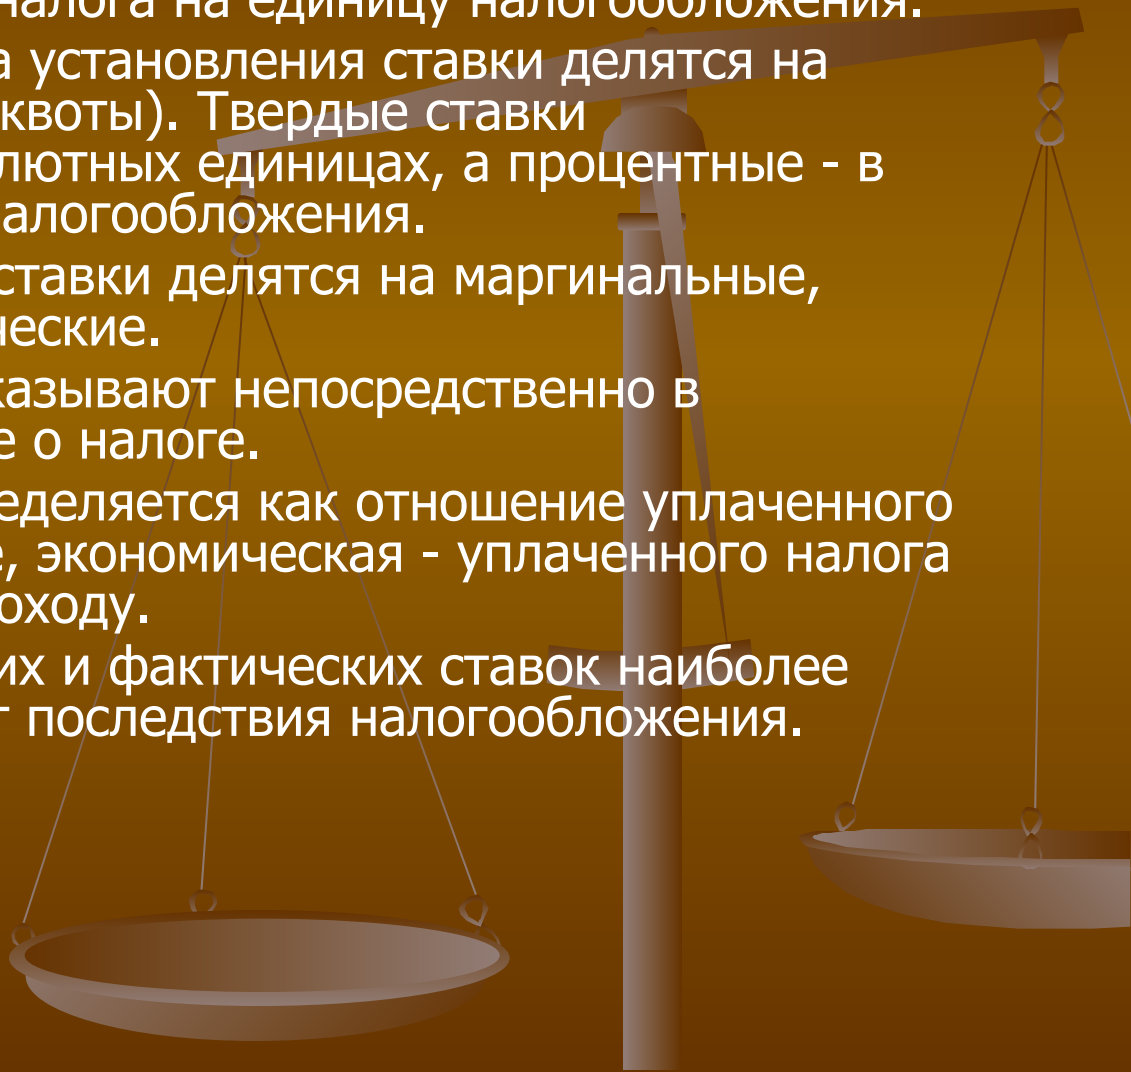 налога на единицу налогообложения.
а установления ставки делятся на
квоты). Твердые ставки
лютных единицах, а процентные - в
алогообложения.
ставки делятся на маргинальные,
ческие.
казывают непосредственно в
е о налоге.
еделяется как отношение уплаченного
е, экономическая - уплаченного налога
оходу.
их и фактических ставок наиболее
т последствия налогообложения.